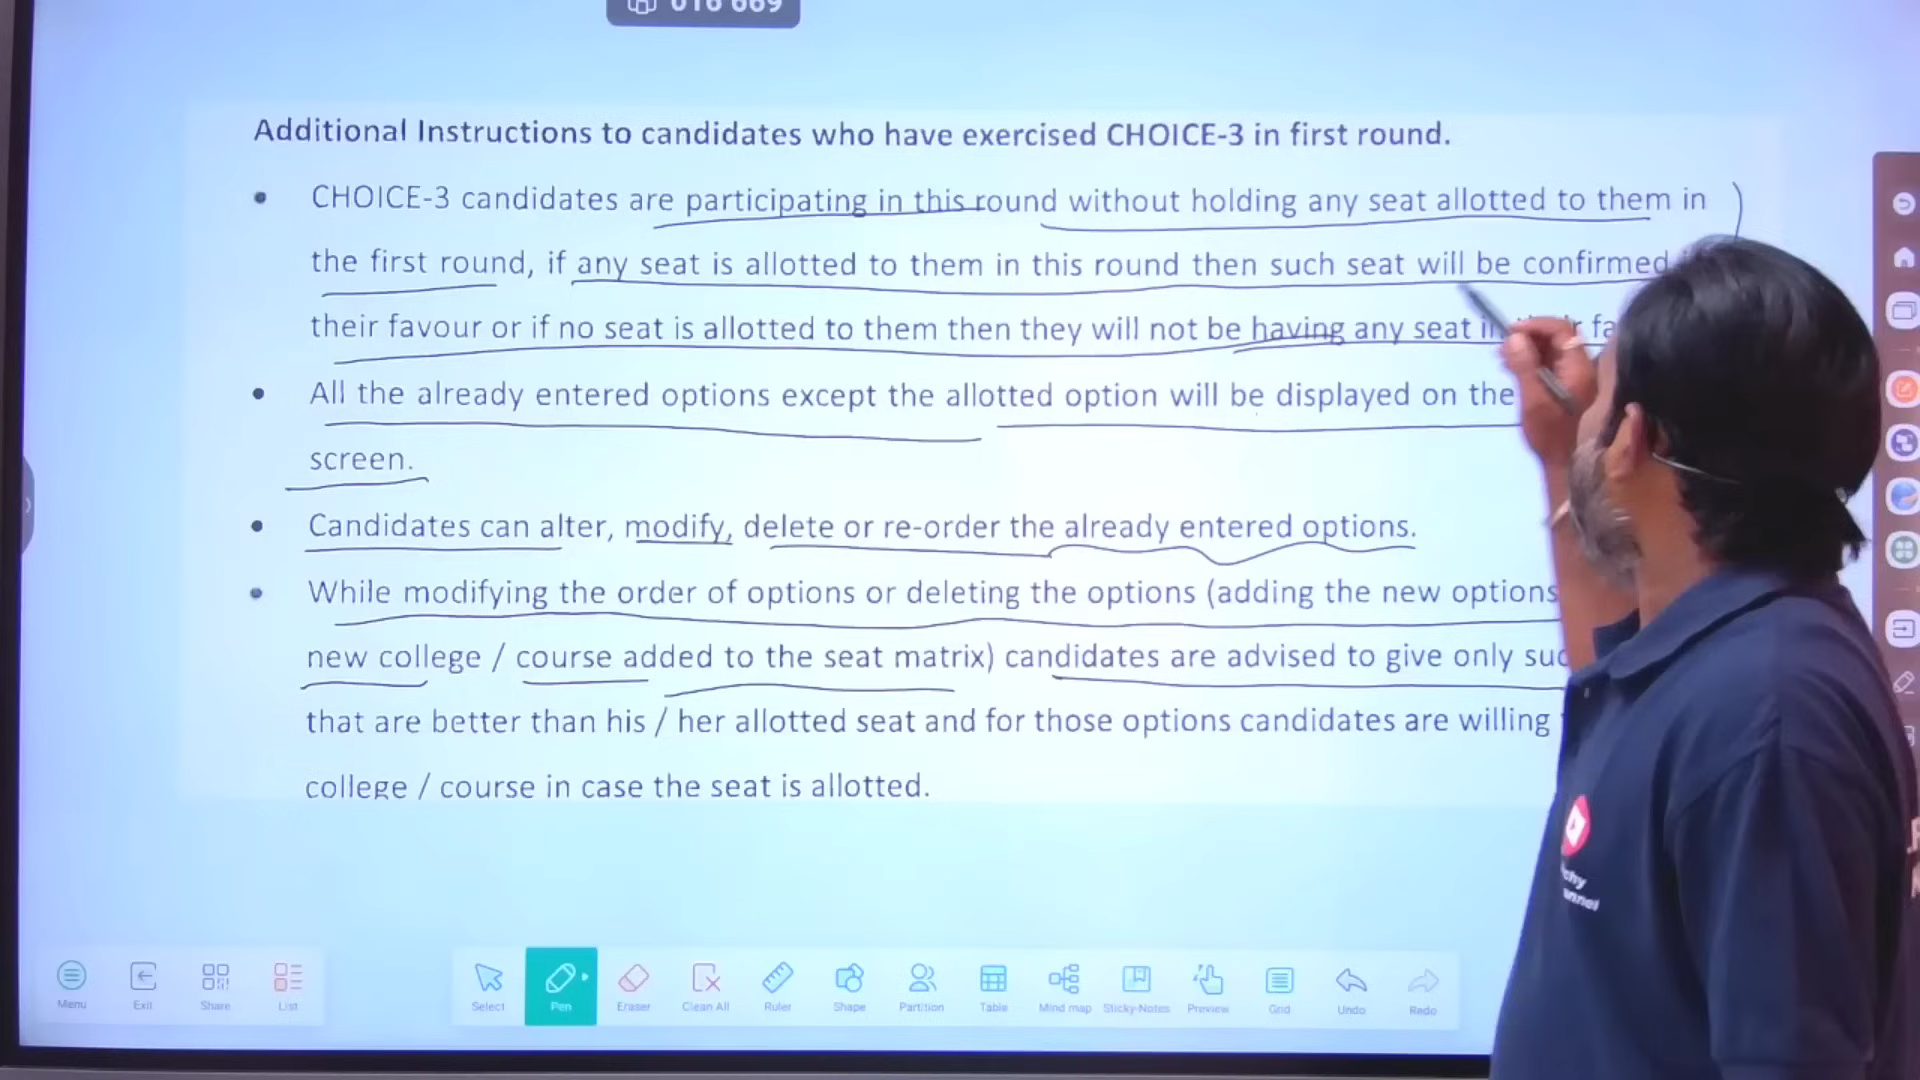 Additional Instructions to candidates who have exercised CHOICE-3 in first round.
• CHOICE-3 candidates are participating in this round without holding any seat allotted to them in
the first round, if any seat is allotted to them in this round then such seat will be confirmed
their favour or if no seat is allotted to them then they will not be having any seat
• All the already entered options except the allotted option will be displayed on the
screen.
• Candidates can alter, modify, delete or re-order the already entered options.
• While modifying the order of options or deleting the options (adding the new options
new college / course added to the seat matrix) candidates are advised to give only
that are better than his / her allotted seat and for those options candidates are willing
college / course in case the seat is allotted.
Menu Exit Share List Select Pen Eraser Clean All Ruler Shape Partition Table Mind map Sticky-Notes Preview Grid Undo Redo